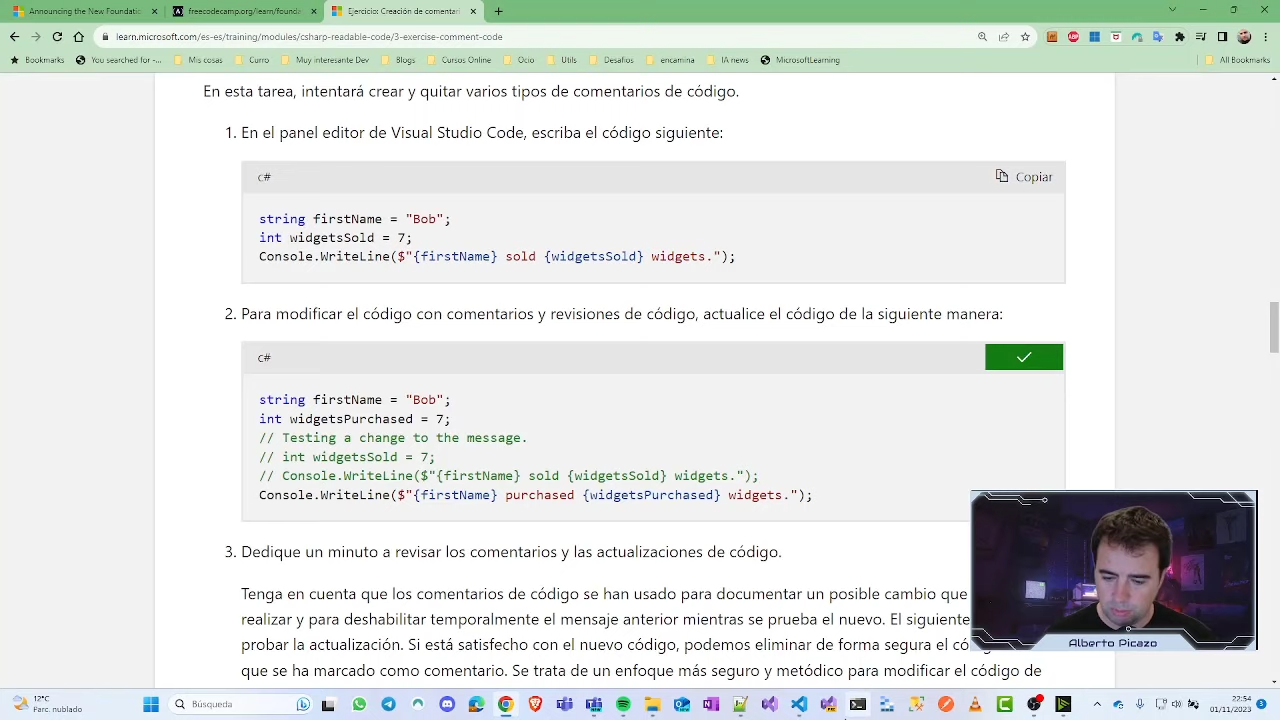 Announcing the New Foundatic
freecodecamp.org/learn/founde
Ejercicio: Creación de comentari
learn.microsoft.com/es-es/training/modules/csharp-readable-code/3-exercise-comment-code
Bookmarks
You searched for -...
Mis cosas
Curro
Muy interesante Dev
Blogs
Cursos Online
Ocio
Utils
Desafios
encamina
IA news
MicrosoftLearning
All Bookmarks
En esta tarea, intentará crear y quitar varios tipos de comentarios de código.
1. En el panel editor de Visual Studio Code, escriba el código siguiente:
c#
Copiar
string firstName = "Bob";
int widgetsSold = 7;
Console.WriteLine($"{firstName} sold {widgetsSold} widgets.");
2. Para modificar el código con comentarios y revisiones de código, actualice el código de la siguiente manera:
c#
string firstName = "Bob";
int widgetsPurchased = 7;
// Testing a change to the message.
// int widgetsSold = 7;
// Console.WriteLine($"{firstName} sold {widgetsSold} widgets.");
Console.WriteLine($"{firstName} purchased {widgetsPurchased} widgets.");
3. Dedique un minuto a revisar los comentarios y las actualizaciones de código.
Tenga en cuenta que los comentarios de código se han usado para documentar un posible cambio que
realizar y para deshabilitar temporalmente el mensaje anterior mientras se prueba el nuevo. El siguiente
probar la actualización. Si está satisfecho con el nuevo código, podemos eliminar de forma segura el có
que se ha marcado como comentario. Se trata de un enfoque más seguro y metódico para modificar el código de
Alberto Picazo
12°C
Parc. nublado
Búsqueda
22:54
01/11/2023